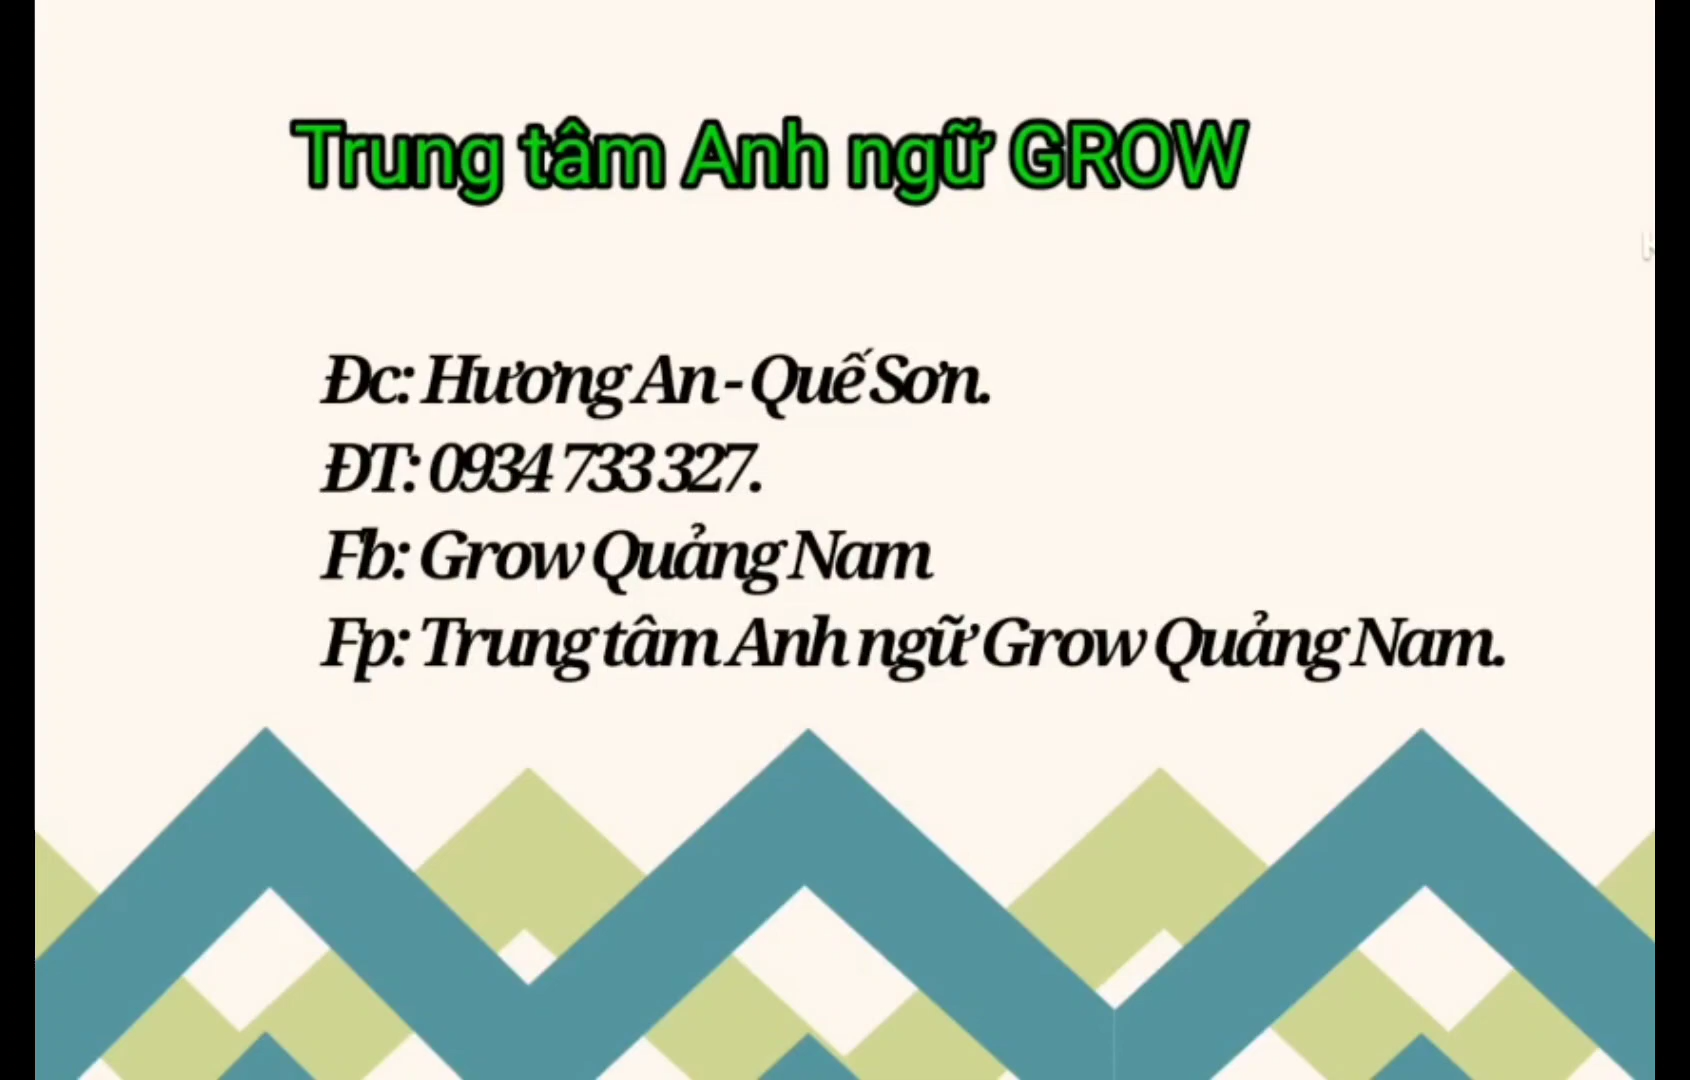 Trung tâm Anh ngữ GROW
Đc: Hương An - Quế Sơn.
ĐT: 0934 733 327.
Fb: Grow Quảng Nam
Fp: Trung tâm Anh ngữ Grow Quảng Nam.